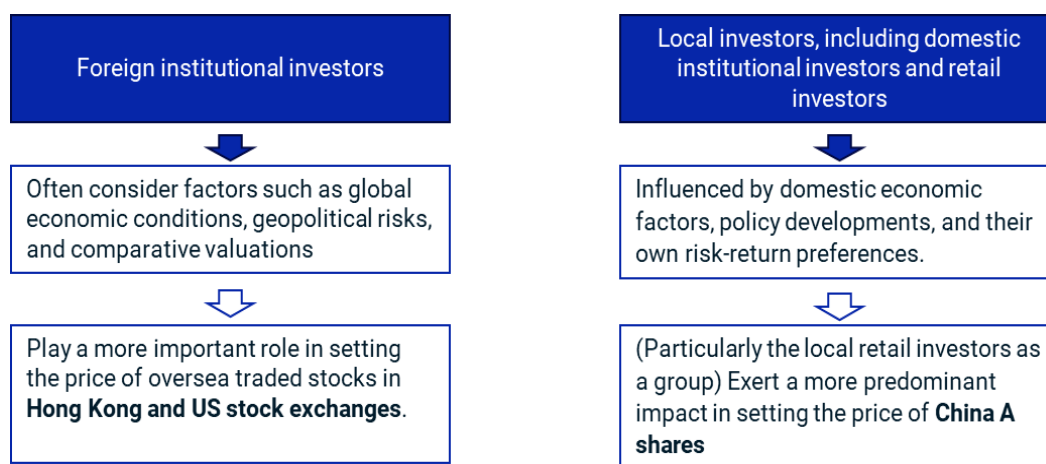 Foreign institutional investors
Often consider factors such as global
economic conditions, geopolitical risks,
and comparative valuations
Play a more important role in setting
the price of oversea traded stocks in
Hong Kong and US stock exchanges.
Local investors, including domestic
institutional investors and retail
investors
Influenced by domestic economic
factors, policy developments, and their
own risk-return preferences.
(Particularly the local retail investors as
a group) Exert a more predominant
impact in setting the price of China A
shares